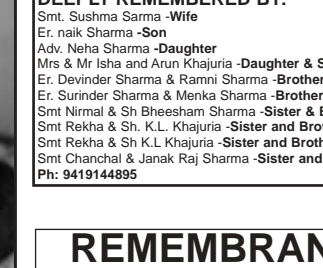 DEEPLY REMEMBERED BY:
Smt. Sushma Sarma -Wife
Er. naik Sharma -Son
Adv. Neha Sharma -Daughter
Mrs & Mr Isha and Arun Khajuria -Daughter & S
Er. Devinder Sharma & Ramni Sharma -Brother
Er. Surinder Sharma & Menka Sharma -Brother
Smt Nirmal & Sh Bheesham Sharma -Sister &
Smt Rekha & Sh. K.L. Khajuria -Sister and Bro
Smt Rekha & Sh K.L Khajuria -Sister and Broth
Smt Chanchal & Janak Raj Sharma -Sister and
Ph: 9419144895
REMEMBRAN